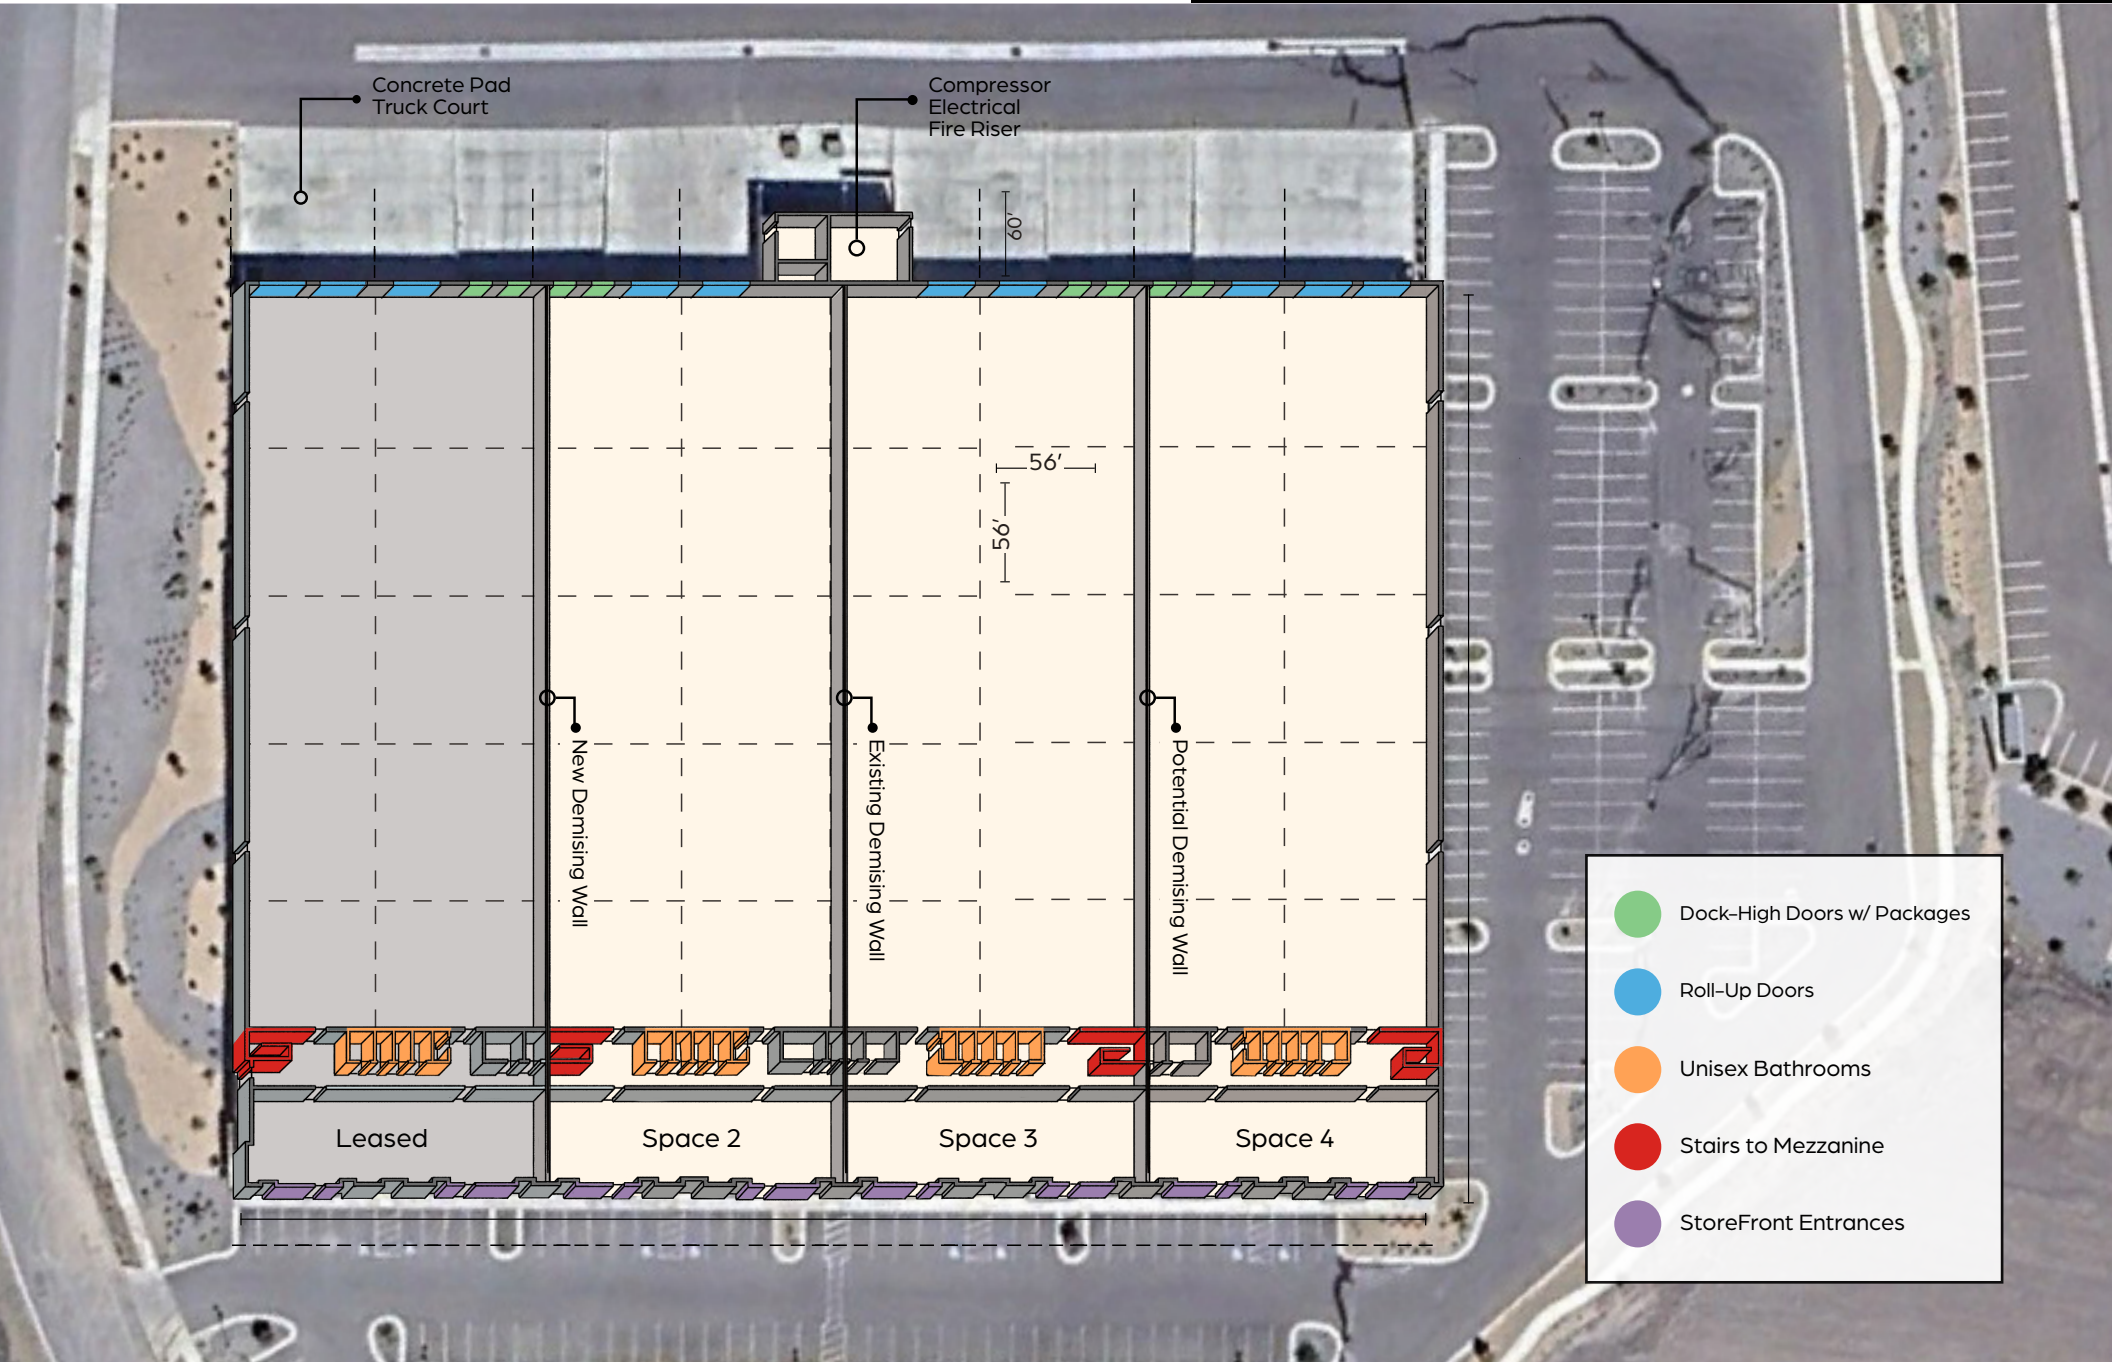 Concrete Pad
Truck Court
Compressor
Electrical
Fire Riser
60'
56'
56'
New Demising Wall
Existing Demising Wall
Potential Demising Wall
Leased
Space 2
Space 3
Space 4
Dock-High Doors w/ Packages
Roll-Up Doors
Unisex Bathrooms
Stairs to Mezzanine
StoreFront Entrances